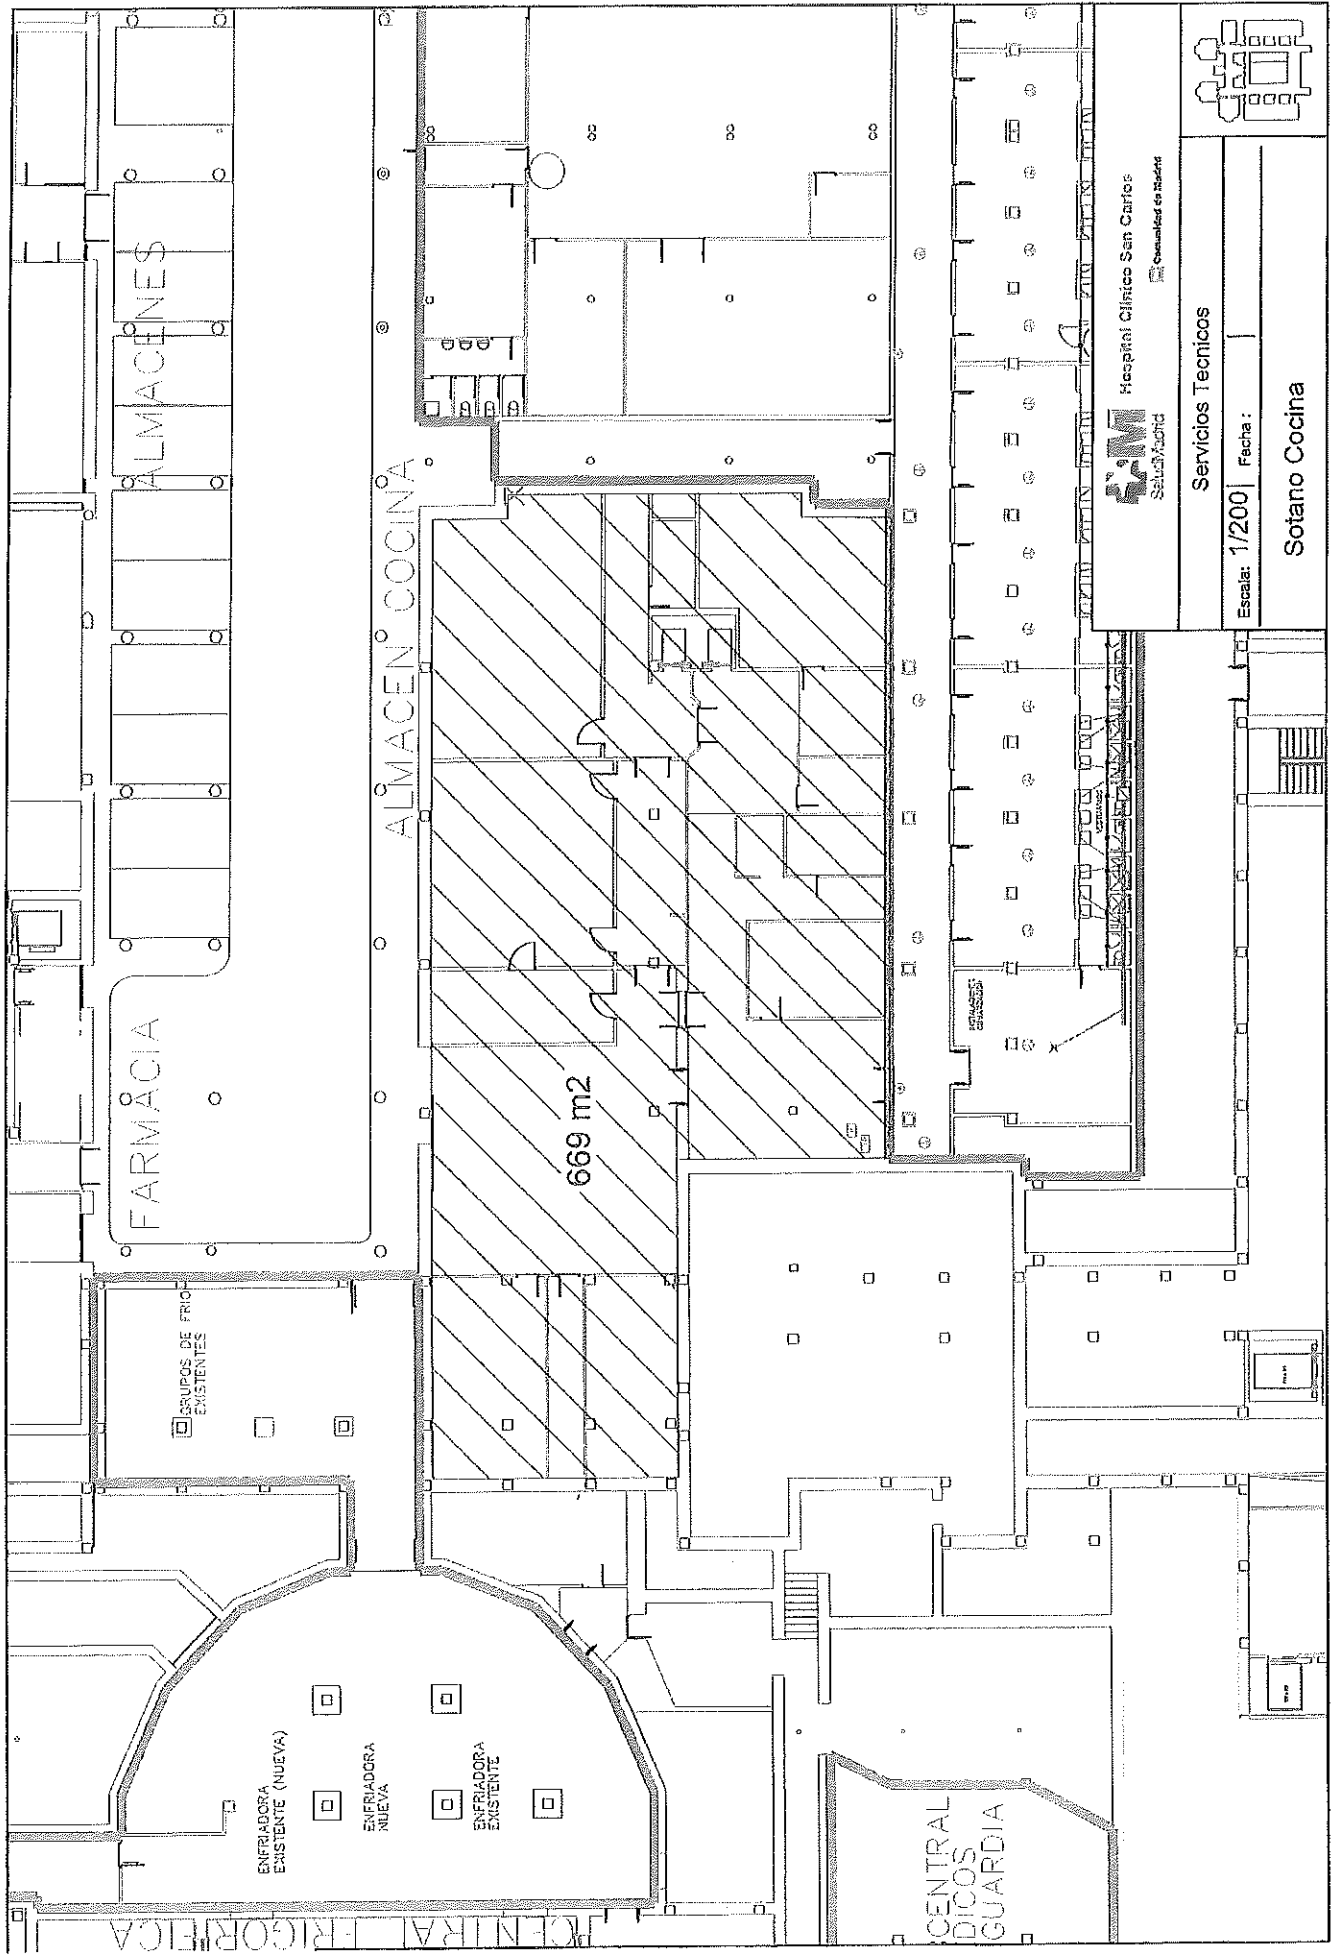 ALMACENES
FARMACIA
ALMACEN COCINA
669 m2
GRUPOS DE FRIO
EXISTENTES
ENFRIADORA
EXISTENTE (NUEVA)
ENFRIADORA
NUEVA
ENFRIADORA
EXISTENTE
CENTRAL FRIGORIFICA
CENTRAL
DICOS
GUARDIA
Hospital Clínico San Carlos
SaludMadrid
Comunidad de Madrid
Servicios Tecnicos
Escala: 1/200
Fecha :
Sotano Cocina